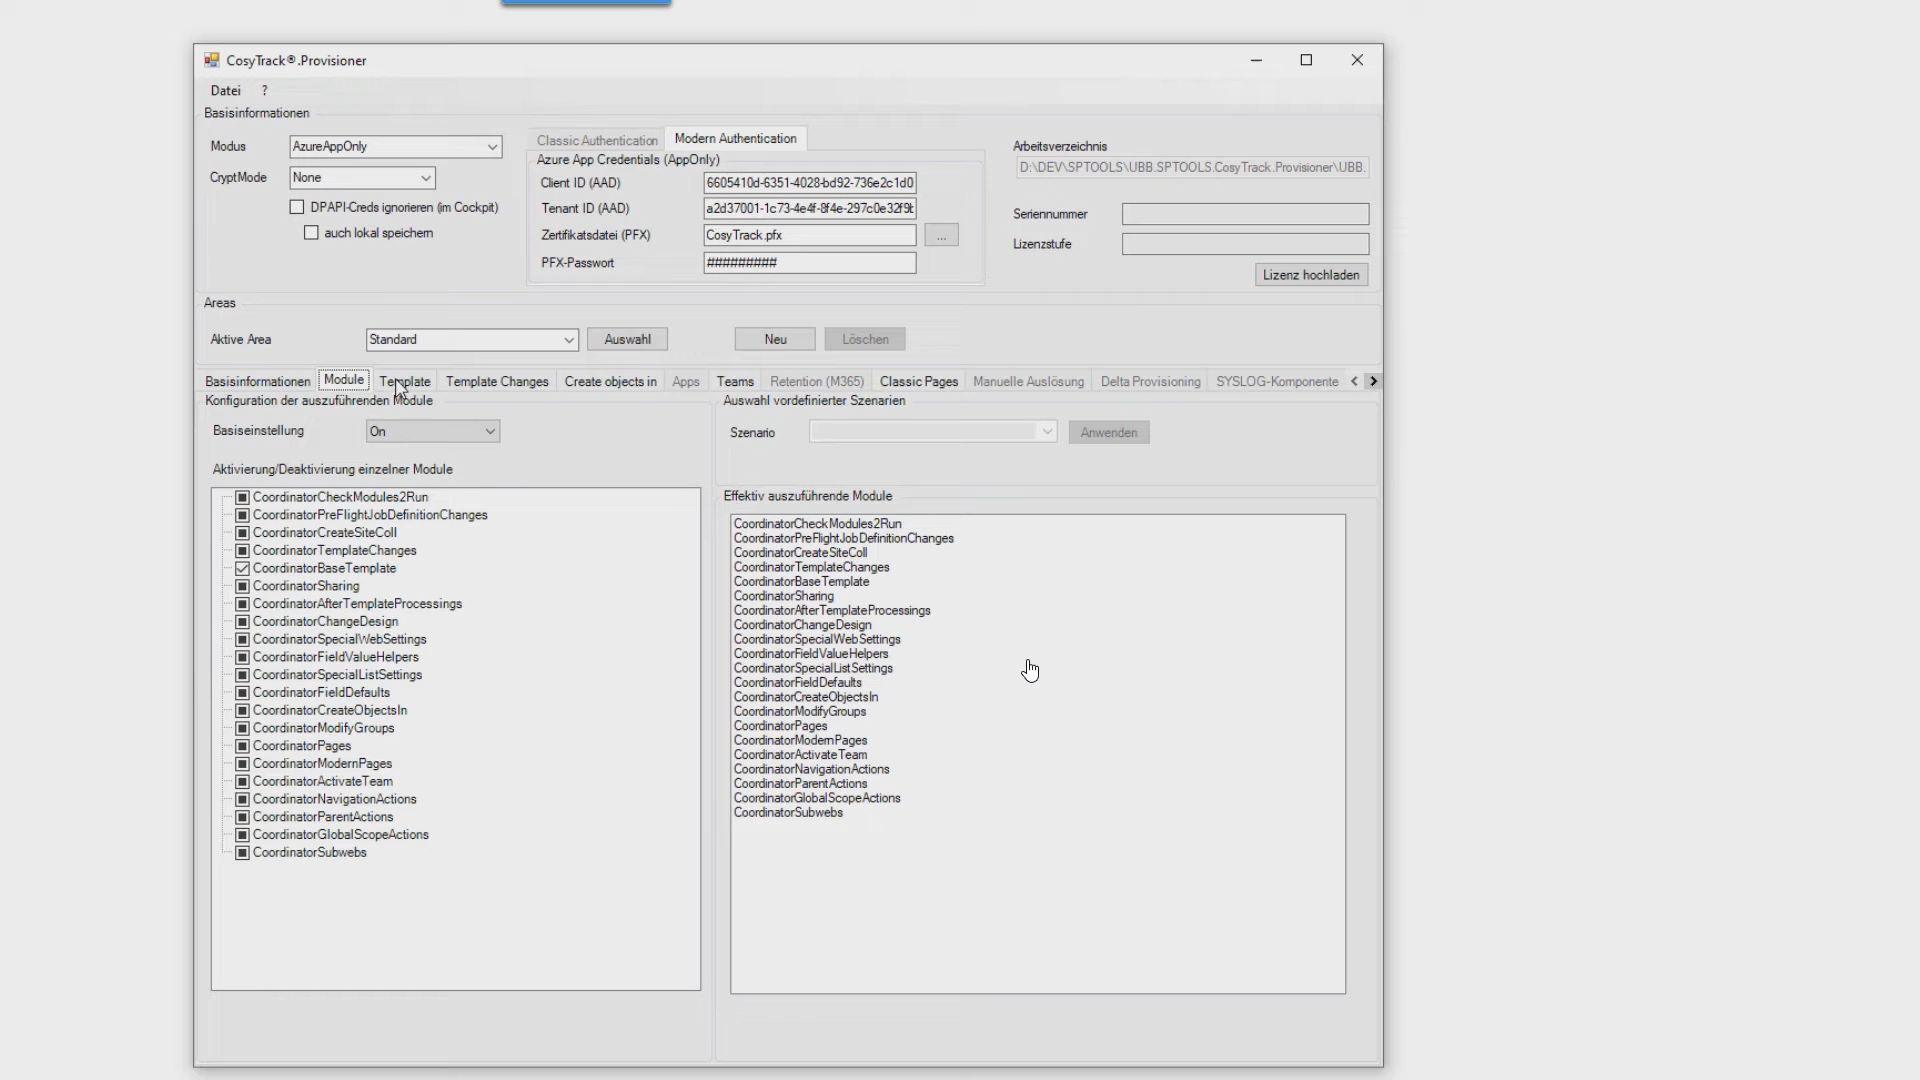 CosyTrack®.Provisioner
Datei ?
Basisinformationen
Modus AzureAppOnly
CryptMode None
DPAPI-Creds ignorieren (im Cockpit)
auch lokal speichern
Classic Authentication Modern Authentication
Azure App Credentials (AppOnly)
Client ID (AAD) 6605410d-6351-4028-bd92-736e2c1d0
Tenant ID (AAD) a2d37001-1c73-4e4f-8f4e-297c0e32f9b
Zertifikatsdatei (PFX) CosyTrack.pfx ...
PFX-Passwort #########
Arbeitsverzeichnis
D:\DEV\SPTOOLS\UBB.SPTOOLS.CosyTrack.Provisioner\UBB.
Seriennummer
Lizenzstufe
Lizenz hochladen
Areas
Aktive Area Standard Auswahl Neu Löschen
Basisinformationen Module Template Template Changes Create objects in Apps Teams Retention (M365) Classic Pages Manuelle Auslösung Delta Provisioning SYSLOG-Komponente
Konfiguration der auszuführenden Module
Basiseinstellung On
Aktivierung/Deaktivierung einzelner Module
CoordinatorCheckModules2Run
CoordinatorPreFlightJobDefinitionChanges
CoordinatorCreateSiteColl
CoordinatorTemplateChanges
CoordinatorBaseTemplate
CoordinatorSharing
CoordinatorAfterTemplateProcessings
CoordinatorChangeDesign
CoordinatorSpecialWebSettings
CoordinatorFieldValueHelpers
CoordinatorSpecialListSettings
CoordinatorFieldDefaults
CoordinatorCreateObjectsIn
CoordinatorModifyGroups
CoordinatorPages
CoordinatorModernPages
CoordinatorActivateTeam
CoordinatorNavigationActions
CoordinatorParentActions
CoordinatorGlobalScopeActions
CoordinatorSubwebs
Auswahl vordefinierter Szenarien
Szenario Anwenden
Effektiv auszuführende Module
CoordinatorCheckModules2Run
CoordinatorPreFlightJobDefinitionChanges
CoordinatorCreateSiteColl
CoordinatorTemplateChanges
CoordinatorBaseTemplate
CoordinatorSharing
CoordinatorAfterTemplateProcessings
CoordinatorChangeDesign
CoordinatorSpecialWebSettings
CoordinatorFieldValueHelpers
CoordinatorSpecialListSettings
CoordinatorFieldDefaults
CoordinatorCreateObjectsIn
CoordinatorModifyGroups
CoordinatorPages
CoordinatorModernPages
CoordinatorActivateTeam
CoordinatorNavigationActions
CoordinatorParentActions
CoordinatorGlobalScopeActions
CoordinatorSubwebs